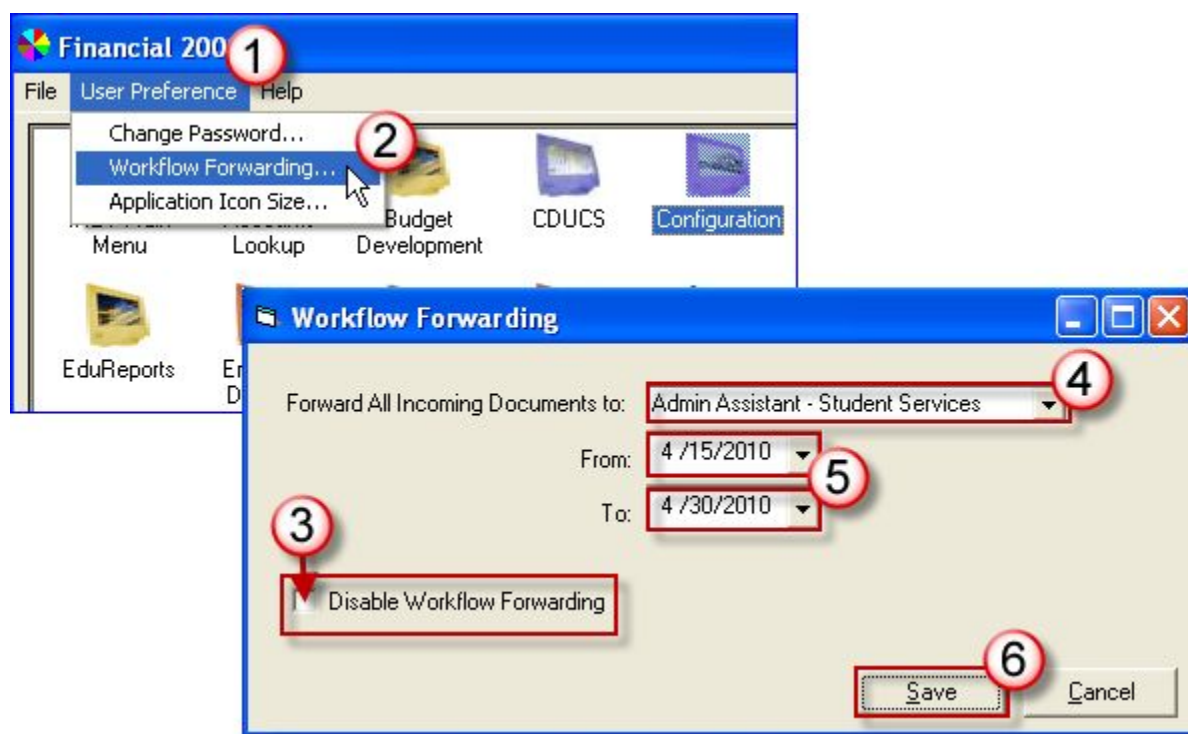 Financial 200
1
File User Preference Help
Change Password...
2
Workflow Forwarding...
Application Icon Size...
Menu
Lookup
Budget
Development
CDUCS
Configuration
EduReports
Workflow Forwarding
4
Forward All Incoming Documents to: Admin Assistant - Student Services
From: 4 /15/2010
5
To: 4 /30/2010
3
Disable Workflow Forwarding
6
Save Cancel